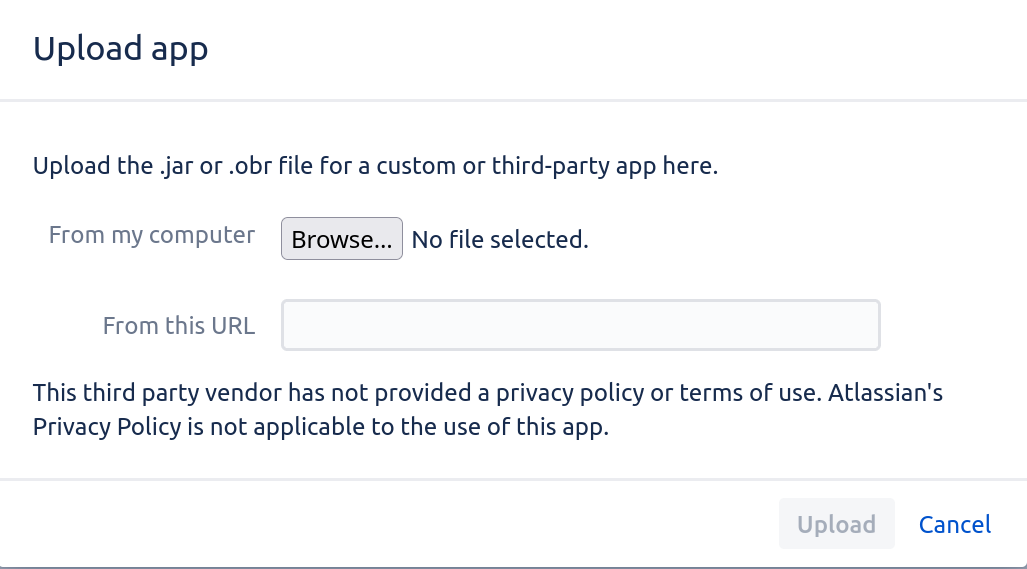 Upload app
Upload the .jar or .obr file for a custom or third-party app here.
From my computer Browse... No file selected.
From this URL
This third party vendor has not provided a privacy policy or terms of use. Atlassian's
Privacy Policy is not applicable to the use of this app.
Upload Cancel